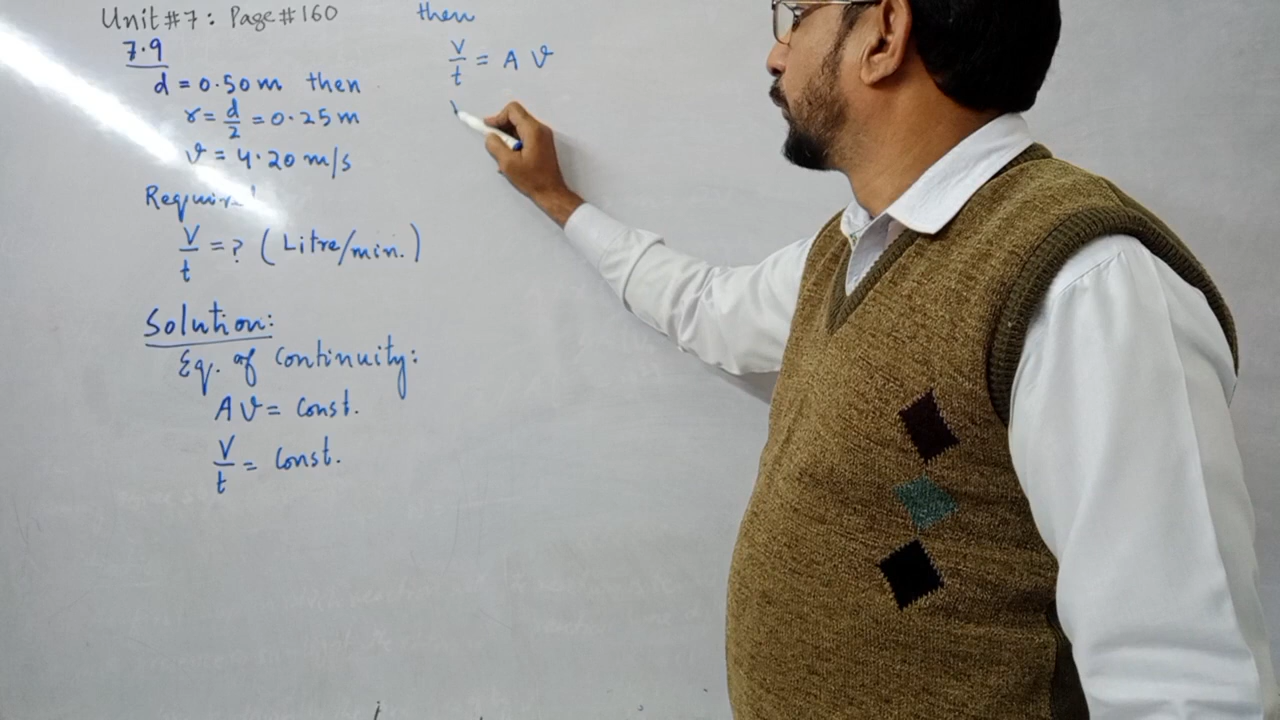 Unit #7: Page #160
7.9
d = 0.50 m then
r = d/2 = 0.25 m
v = 4.20 m/s
V/t = ? (Litre/min.)
Solution:
Eq. of Continuity:
A v = Const.
V/t = Const.
then
V/t = A v